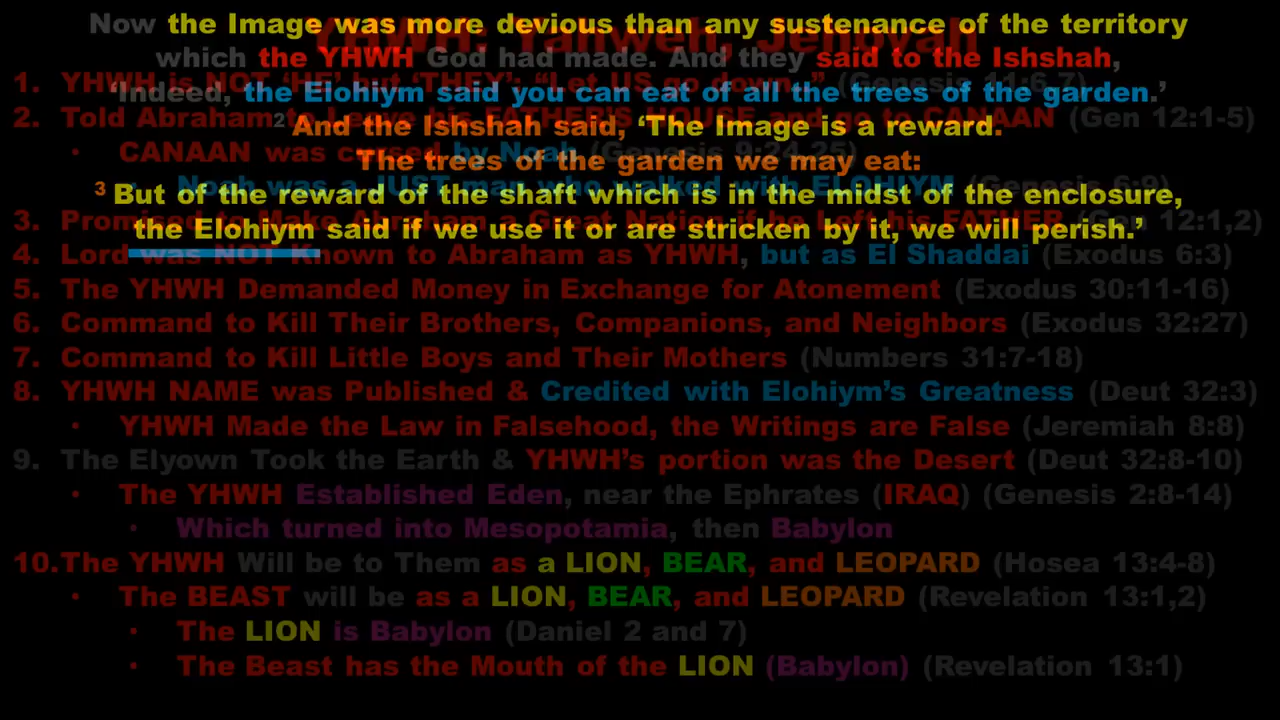 Now the Image was more devious than any sustenance of the territory
YHWH: Yahweh, Jehovah
which the YHWH God had made. And they said to the Ishshah,
1. YHWH is NOT ‘HE’ but ‘THEY’: “Let US go down..” (Genesis 11:6,7)
‘Indeed, the Elohiym said you can eat of all the trees of the garden.’
2. Told Abraham to Leave his FATHER'S HOUSE and go to CANAAN (Gen 12:1-5)
2 And the Ishshah said, ‘The Image is a reward.
• CANAAN was cursed by Noah (Genesis 9:24,25)
The trees of the garden we may eat:
Noah was a JUST man who walked with ELOHIYM (Genesis 6:9)
3 But of the reward of the shaft which is in the midst of the enclosure,
3. Promised to Make Abraham a Great Nation if he Left his FATHER (Gen 12:1,2)
the Elohiym said if we use it or are stricken by it, we will perish.’
4. Lord was NOT Known to Abraham as YHWH, but as El Shaddai (Exodus 6:3)
5. The YHWH Demanded Money in Exchange for Atonement (Exodus 30:11-16)
6. Command to Kill Their Brothers, Companions, and Neighbors (Exodus 32:27)
7. Command to Kill Little Boys and Their Mothers (Numbers 31:7-18)
8. YHWH NAME was Published & Credited with Elohiym’s Greatness (Deut 32:3)
• YHWH Made the Law in Falsehood, the Writings are False (Jeremiah 8:8)
9. The Elyown Took the Earth & YHWH’s portion was the Desert (Deut 32:8-10)
• The YHWH Established Eden, near the Ephrates (IRAQ) (Genesis 2:8-14)
• Which turned into Mesopotamia, then Babylon
10.The YHWH Will be to Them as a LION, BEAR, and LEOPARD (Hosea 13:4-8)
• The BEAST will be as a LION, BEAR, and LEOPARD (Revelation 13:1,2)
• The LION is Babylon (Daniel 2 and 7)
• The Beast has the Mouth of the LION (Babylon) (Revelation 13:1)